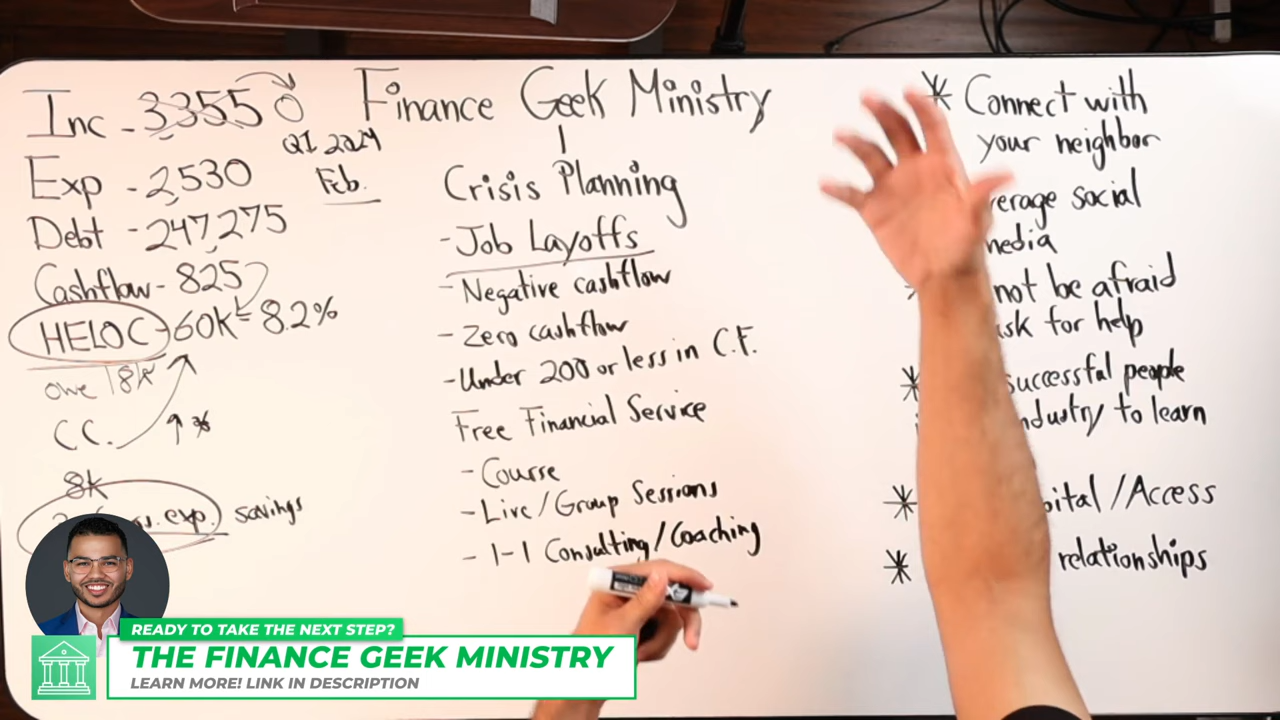 Inc - 3355 0
Q1 2024
Feb.
Exp - 2,530
Debt - 247,275
Cashflow - 825
HELOC - 60K - 8.2%
owe 18K
C.C.
8k
exp. savings
Finance Geek Ministry
Crisis Planning
- Job Layoffs
- Negative cashflow
- Zero cashflow
- Under 200 or less in C.F.
Free Financial Service
- Course
- Live/Group Sessions
- 1-1 Consulting/Coaching
* Connect with
your neighbor
social
media
not be afraid
ask for help
* successful people
to learn
* /Access
* relationships
READY TO TAKE THE NEXT STEP?
THE FINANCE GEEK MINISTRY
LEARN MORE! LINK IN DESCRIPTION